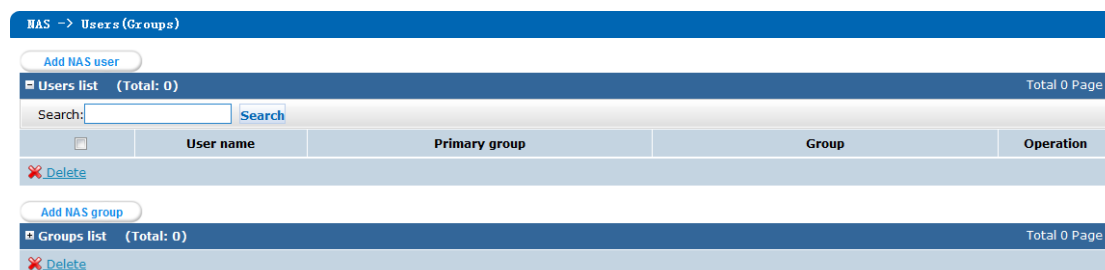 NAS -> Users(Groups)
Add NAS user
Users list (Total: 0) Total 0 Page
Search: Search
User name Primary group Group Operation
Delete
Add NAS group
Groups list (Total: 0) Total 0 Page
Delete